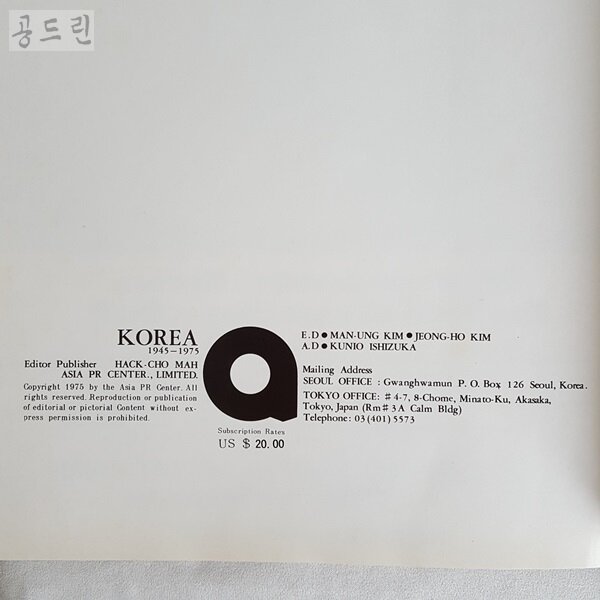 공드린
KOREA
1945-1975
Editor Publisher HACK-CHO MAH
ASIA PR CENTER., LIMITED.
Copyright 1975 by the Asia PR Center. All
rights reserved. Reproduction or publication
of editorial or pictorial Content without ex-
press permission is prohibited.
a
Subscription Rates
US $ 20.00
E.D ● MAN-UNG KIM ● JEONG-HO KIM
A.D ● KUNIO ISHIZUKA
Mailing Address
SEOUL OFFICE : Gwanghwamun P. O. Box 126 Seoul, Korea.
TOKYO OFFICE: # 4-7, 8-Chome, Minato-Ku, Akasaka,
Tokyo, Japan (Rm# 3 A Calm Bldg)
Telephone: 03 (401) 5573